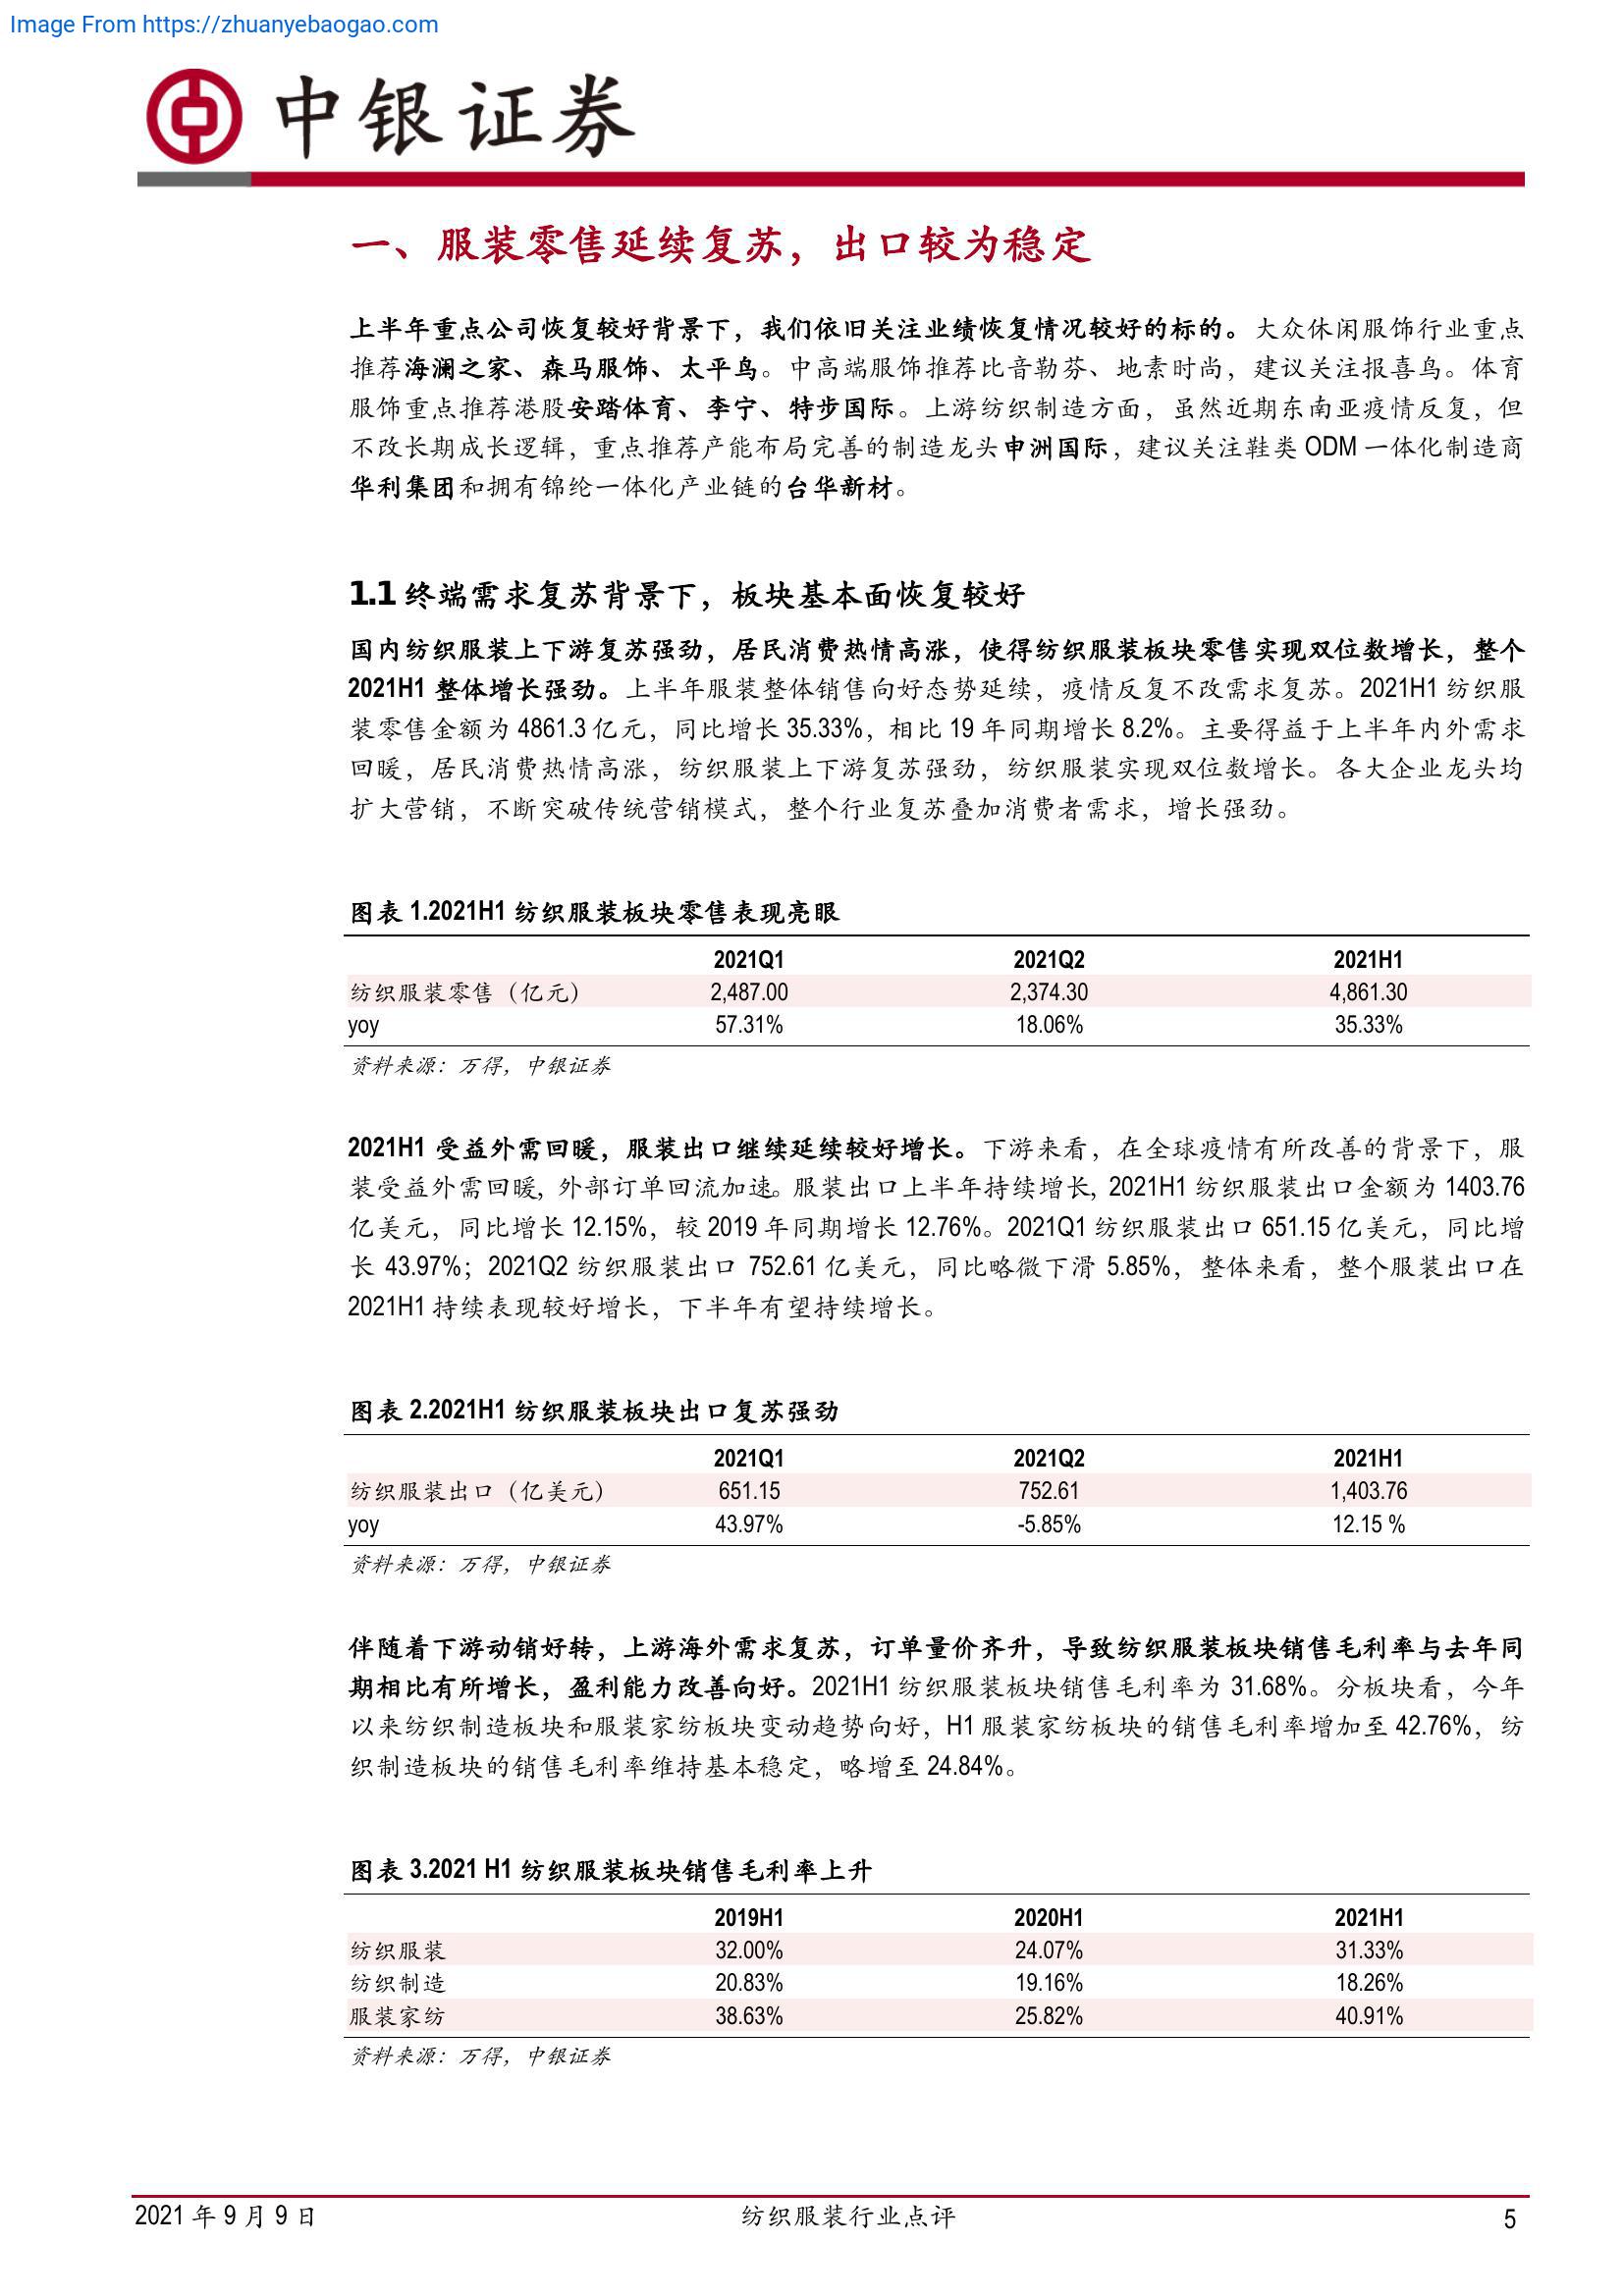 Image From https://zhuanyebaogao.com
中银证券
一、服装零售延续复苏，出口较为稳定
上半年重点公司恢复较好背景下，我们依旧关注业绩恢复情况较好的标的。大众休闲服饰行业重点
推荐海澜之家、森马服饰、太平鸟。中高端服饰推荐比音勒芬、地素时尚，建议关注报喜鸟。体育
服饰重点推荐港股安踏体育、李宁、特步国际。上游纺织制造方面，虽然近期东南亚疫情反复，但
不改长期成长逻辑，重点推荐产能布局完善的制造龙头申洲国际，建议关注鞋类 ODM 一体化制造商
华利集团和拥有锦纶一体化产业链的台华新材。
1.1 终端需求复苏背景下，板块基本面恢复较好
国内纺织服装上下游复苏强劲，居民消费热情高涨，使得纺织服装板块零售实现双位数增长，整个
2021H1 整体增长强劲。上半年服装整体销售向好态势延续，疫情反复不改需求复苏。2021H1 纺织服
装零售金额为 4861.3 亿元，同比增长 35.33%，相比 19 年同期增长 8.2%。主要得益于上半年内外需求
回暖，居民消费热情高涨，纺织服装上下游复苏强劲，纺织服装实现双位数增长。各大企业龙头均
扩大营销，不断突破传统营销模式，整个行业复苏叠加消费者需求，增长强劲。
图表 1.2021H1 纺织服装板块零售表现亮眼
2021Q1 2021Q2 2021H1
纺织服装零售（亿元） 2,487.00 2,374.30 4,861.30
yoy 57.31% 18.06% 35.33%
资料来源：万得，中银证券
2021H1 受益外需回暖，服装出口继续延续较好增长。下游来看，在全球疫情有所改善的背景下，服
装受益外需回暖，外部订单回流加速。服装出口上半年持续增长，2021H1 纺织服装出口金额为 1403.76
亿美元，同比增长 12.15%，较 2019 年同期增长 12.76%。2021Q1 纺织服装出口 651.15 亿美元，同比增
长 43.97%；2021Q2 纺织服装出口 752.61 亿美元，同比略微下滑 5.85%，整体来看，整个服装出口在
2021H1 持续表现较好增长，下半年有望持续增长。
图表 2.2021H1 纺织服装板块出口复苏强劲
2021Q1 2021Q2 2021H1
纺织服装出口（亿美元） 651.15 752.61 1,403.76
yoy 43.97% -5.85% 12.15 %
资料来源：万得，中银证券
伴随着下游动销好转，上游海外需求复苏，订单量价齐升，导致纺织服装板块销售毛利率与去年同
期相比有所增长，盈利能力改善向好。2021H1 纺织服装板块销售毛利率为 31.68%。分板块看，今年
以来纺织制造板块和服装家纺板块变动趋势向好，H1 服装家纺板块的销售毛利率增加至 42.76%，纺
织制造板块的销售毛利率维持基本稳定，略增至 24.84%。
图表 3.2021 H1 纺织服装板块销售毛利率上升
2019H1 2020H1 2021H1
纺织服装 32.00% 24.07% 31.33%
纺织制造 20.83% 19.16% 18.26%
服装家纺 38.63% 25.82% 40.91%
资料来源：万得，中银证券
2021 年 9 月 9 日 纺织服装行业点评 5